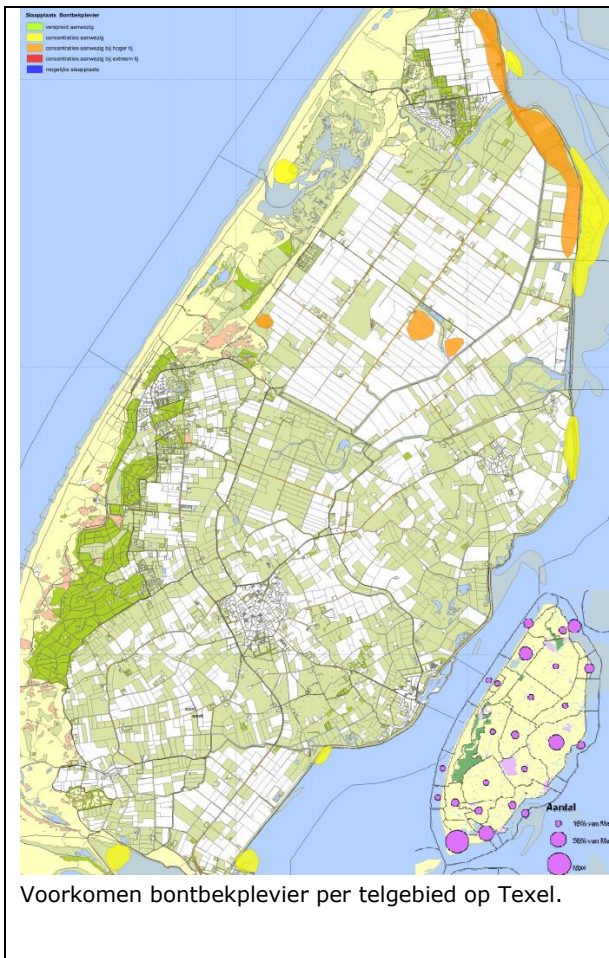 Slaapplaats Bontbekplevier
verspreid aanwezig
concentraties aanwezig
concentraties aanwezig bij hoger tij
concentraties aanwezig bij extreem tij
mogelijke slaapplaats
Aantal
Voorkomen bontbekplevier per telgebied op Texel.